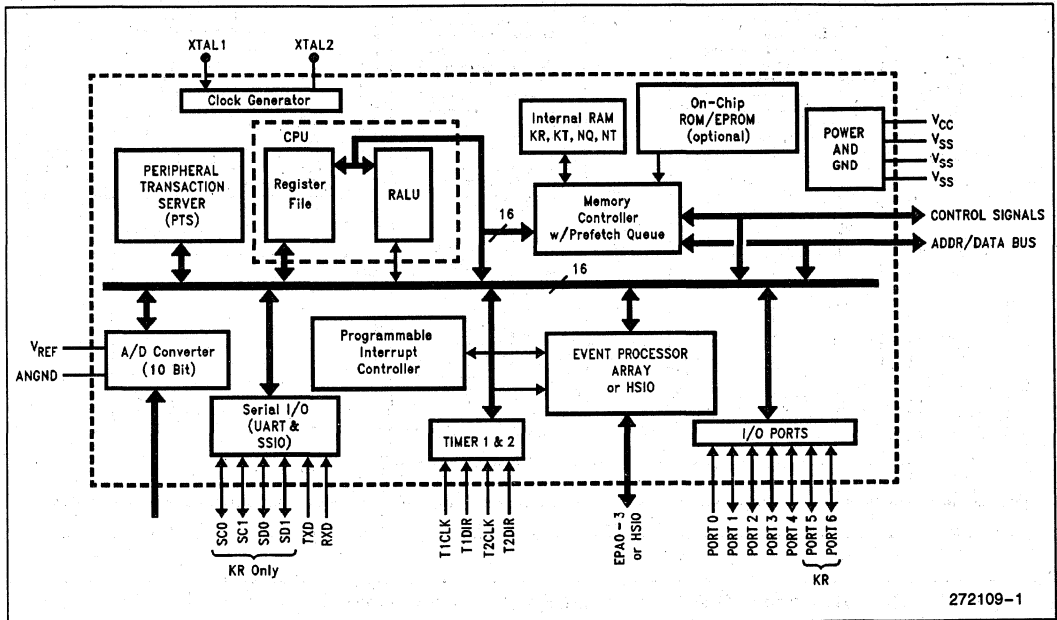 XTAL1
XTAL2
Clock Generator
CPU
PERIPHERAL
TRANSACTION
SERVER
(PTS)
Register
File
RALU
Internal RAM
KR, KT, NQ, NT
On-Chip
ROM/EPROM
(optional)
POWER
AND
GND
VCC
VSS
VSS
VSS
16
Memory
Controller
w/Prefetch Queue
CONTROL SIGNALS
ADDR/DATA BUS
16
VREF
ANGND
A/D Converter
(10 Bit)
Programmable
Interrupt
Controller
EVENT PROCESSOR
ARRAY
or HSIO
Serial I/O
(UART &
SSIO)
TIMER 1 & 2
I/O PORTS
SC0
SC1
SD0
SD1
TXD
RXD
KR Only
T1CLK
T1DIR
T2CLK
T2DIR
EPA0-3
or HSIO
PORT 0
PORT 1
PORT 2
PORT 3
PORT 4
PORT 5
PORT 6
KR
272109-1